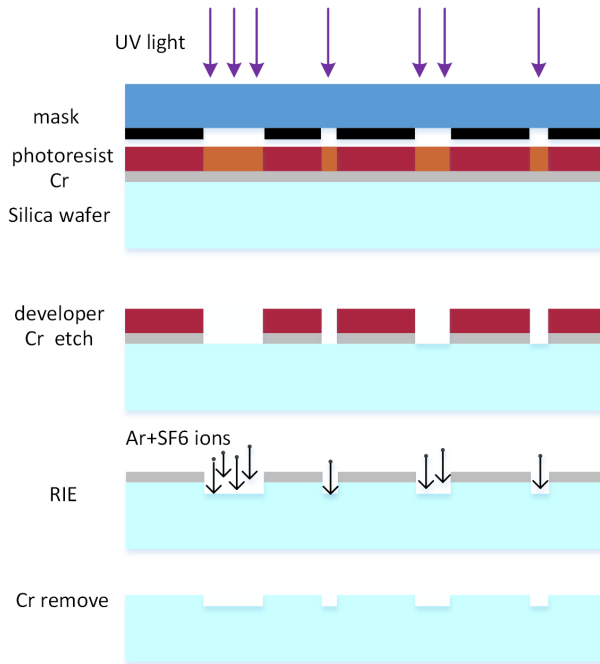 UV light
mask
photoresist
Cr
Silica wafer
developer
Cr etch
Ar+SF6 ions
RIE
Cr remove